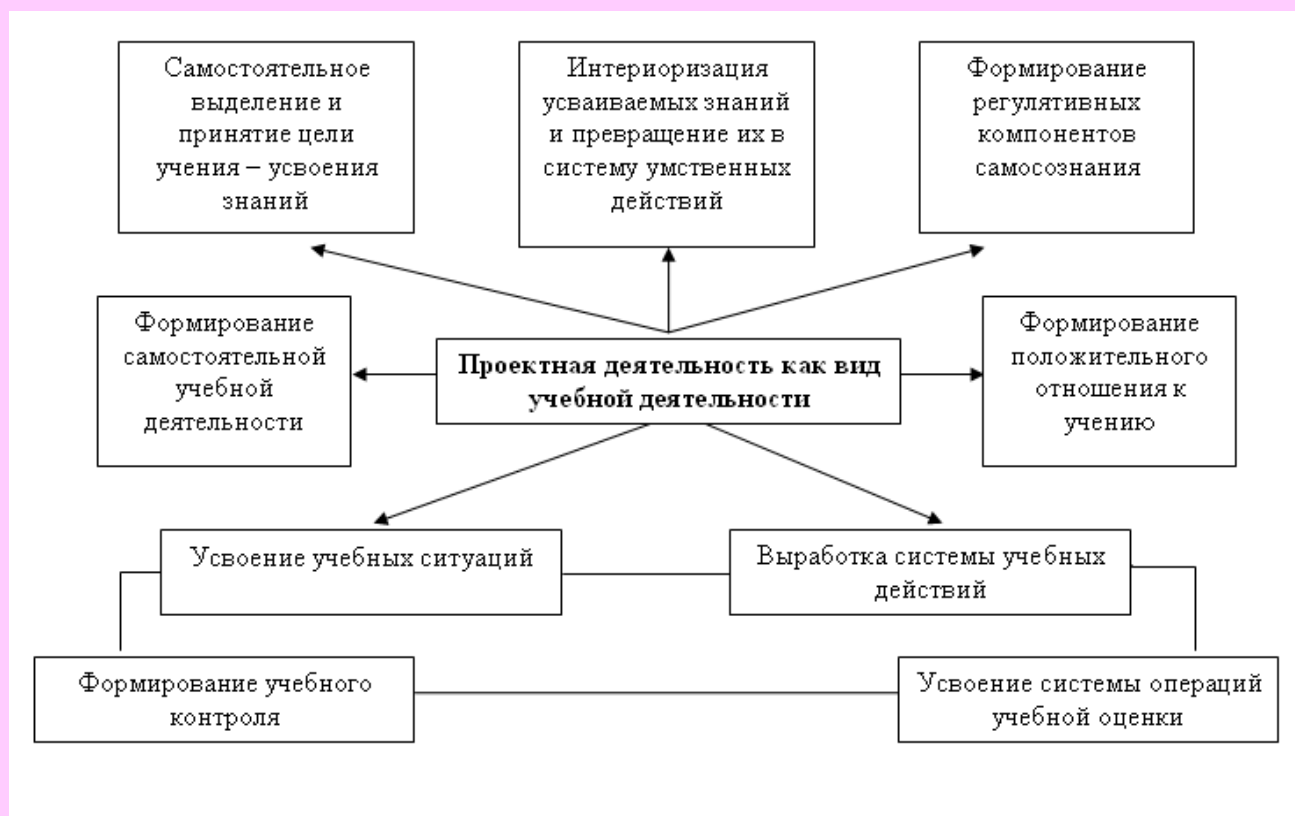 Самостоятельное
выделение и
принятие цели
учения – усвоения
знаний
Интериоризация
усваиваемых знаний
и превращение их в
систему умственных
действий
Формирование
регулятивных
компонентов
самосознания
Формирование
самостоятельной
учебной
деятельности
Проектная деятельность как вид
учебной деятельности
Формирование
положительного
отношения к
учению
Усвоение учебных ситуаций
Выработка системы учебных
действий
Формирование учебного
контроля
Усвоение системы операций
учебной оценки